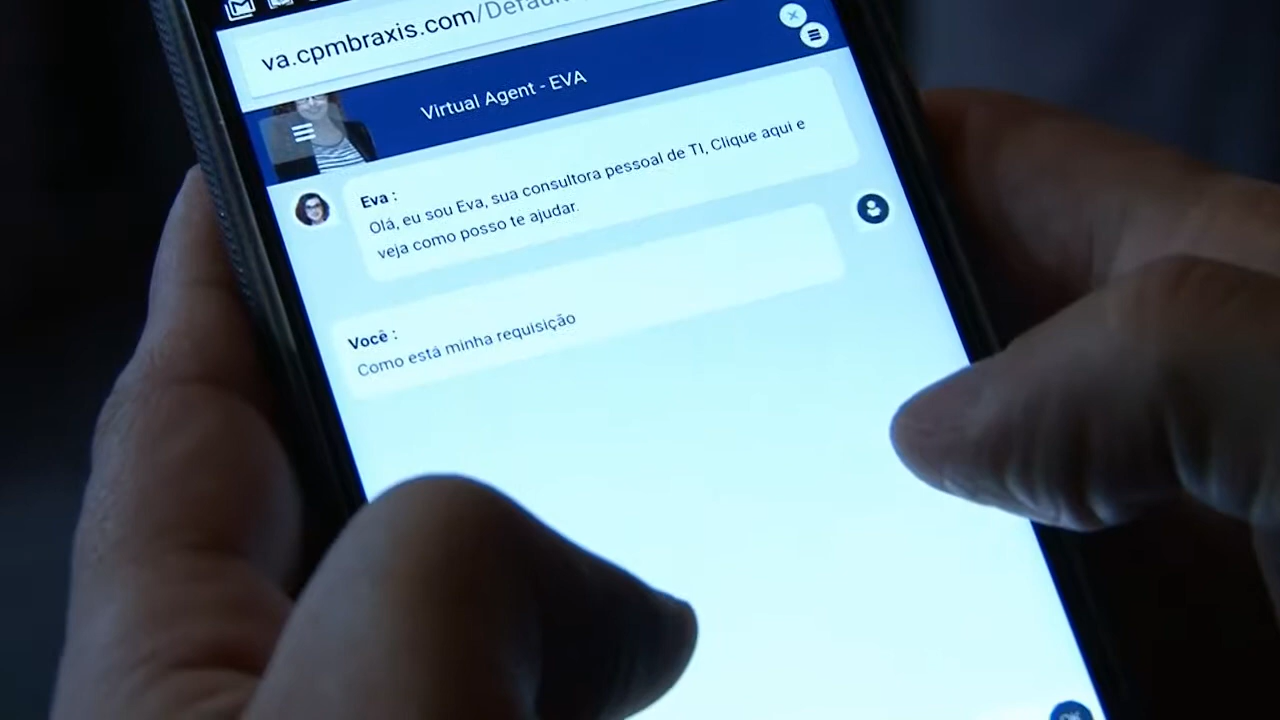 va.cpmbraxis.com/Default
Virtual Agent - EVA
Eva :
Olá, eu sou Eva, sua consultora pessoal de TI, Clique aqui e
veja como posso te ajudar.
Você :
Como está minha requisição